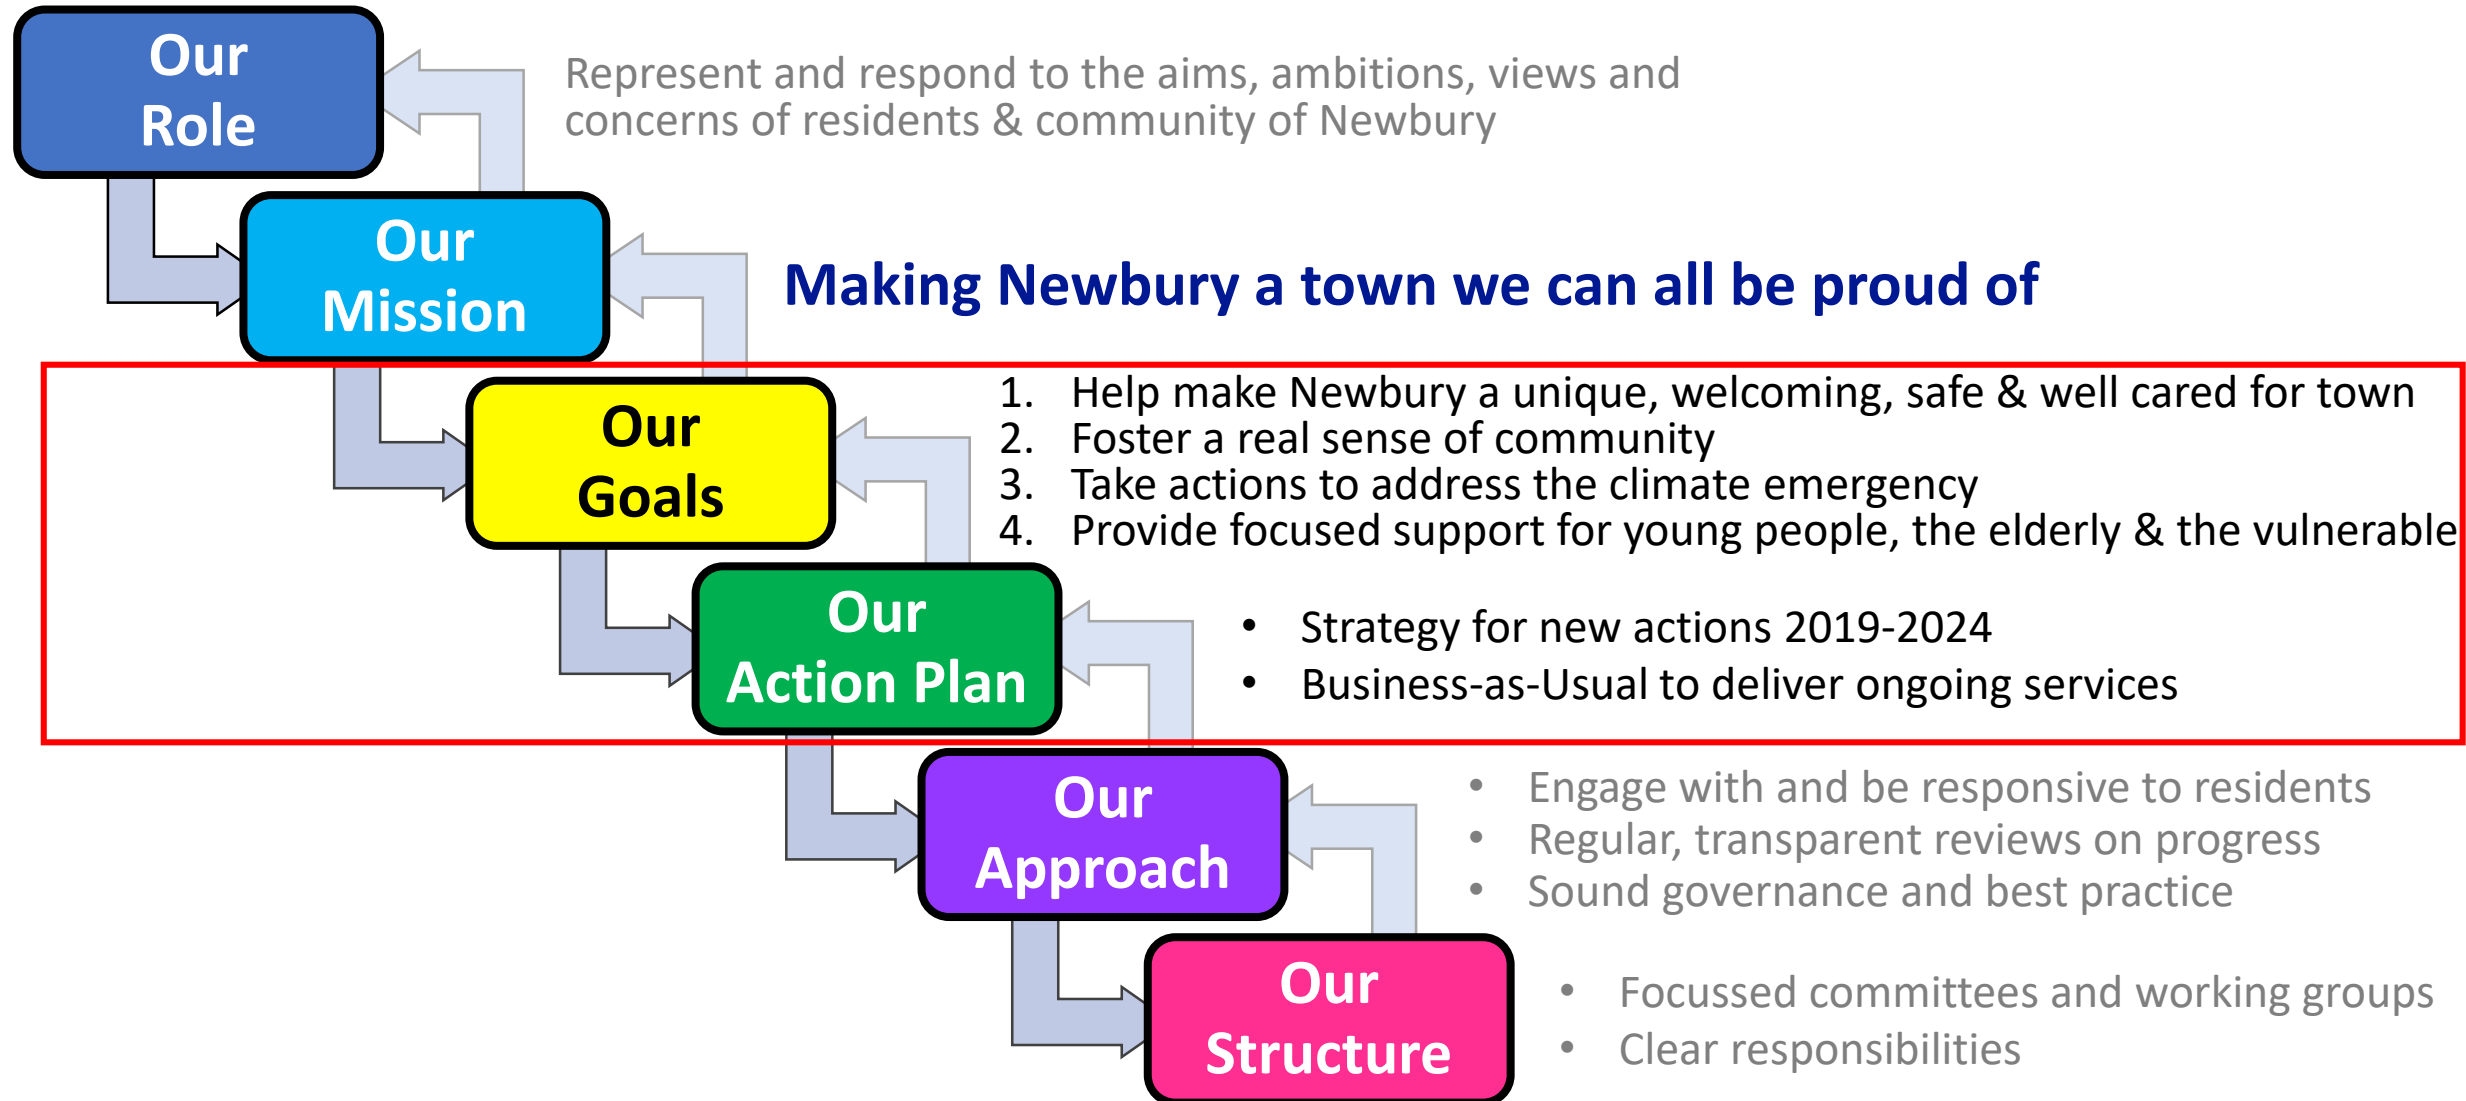 Our
Role
Represent and respond to the aims, ambitions, views and
concerns of residents & community of Newbury
Our
Mission
Making Newbury a town we can all be proud of
Our
Goals
1. Help make Newbury a unique, welcoming, safe & well cared for town
2. Foster a real sense of community
3. Take actions to address the climate emergency
4. Provide focused support for young people, the elderly & the vulnerable
Our
Action Plan
• Strategy for new actions 2019-2024
• Business-as-Usual to deliver ongoing services
Our
Approach
• Engage with and be responsive to residents
• Regular, transparent reviews on progress
• Sound governance and best practice
Our
Structure
• Focussed committees and working groups
• Clear responsibilities